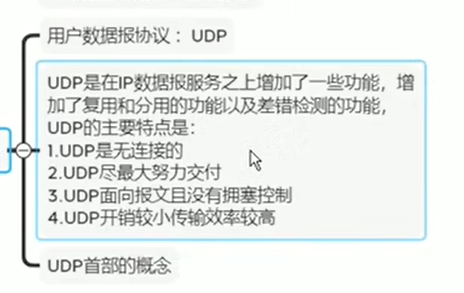 用户数据报协议：UDP
UDP是在IP数据报服务之上增加了一些功能，增
加了复用和分用的功能以及差错检测的功能，
UDP的主要特点是：
1.UDP是无连接的
2.UDP尽最大努力交付
3.UDP面向报文且没有拥塞控制
4.UDP开销较小传输效率较高
UDP首部的概念